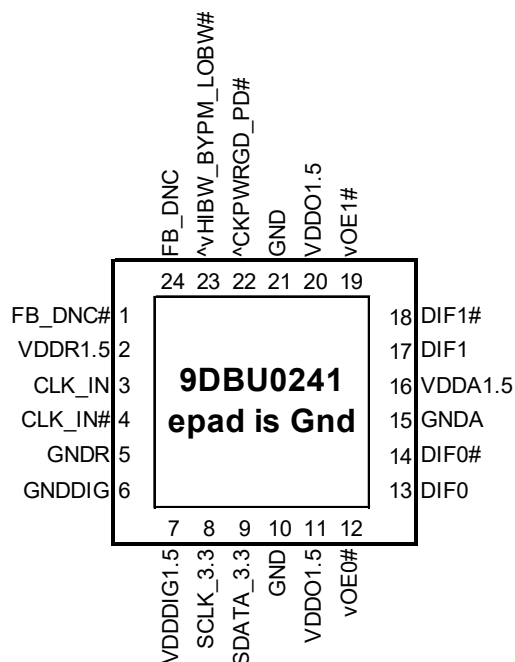 FB_DNC
^vHIBW_BYPM_LOBW#
^CKPWRGD_PD#
GND
VDDO1.5
vOE1#
24 23 22 21 20 19
FB_DNC# 1
VDDR1.5 2
CLK_IN 3
CLK_IN# 4
GNDR 5
GNDDIG 6
9DBU0241
epad is Gnd
18 DIF1#
17 DIF1
16 VDDA1.5
15 GNDA
14 DIF0#
13 DIF0
7 8 9 10 11 12
VDDDIG1.5
SCLK_3.3
SDATA_3.3
GND
VDDO1.5
vOE0#